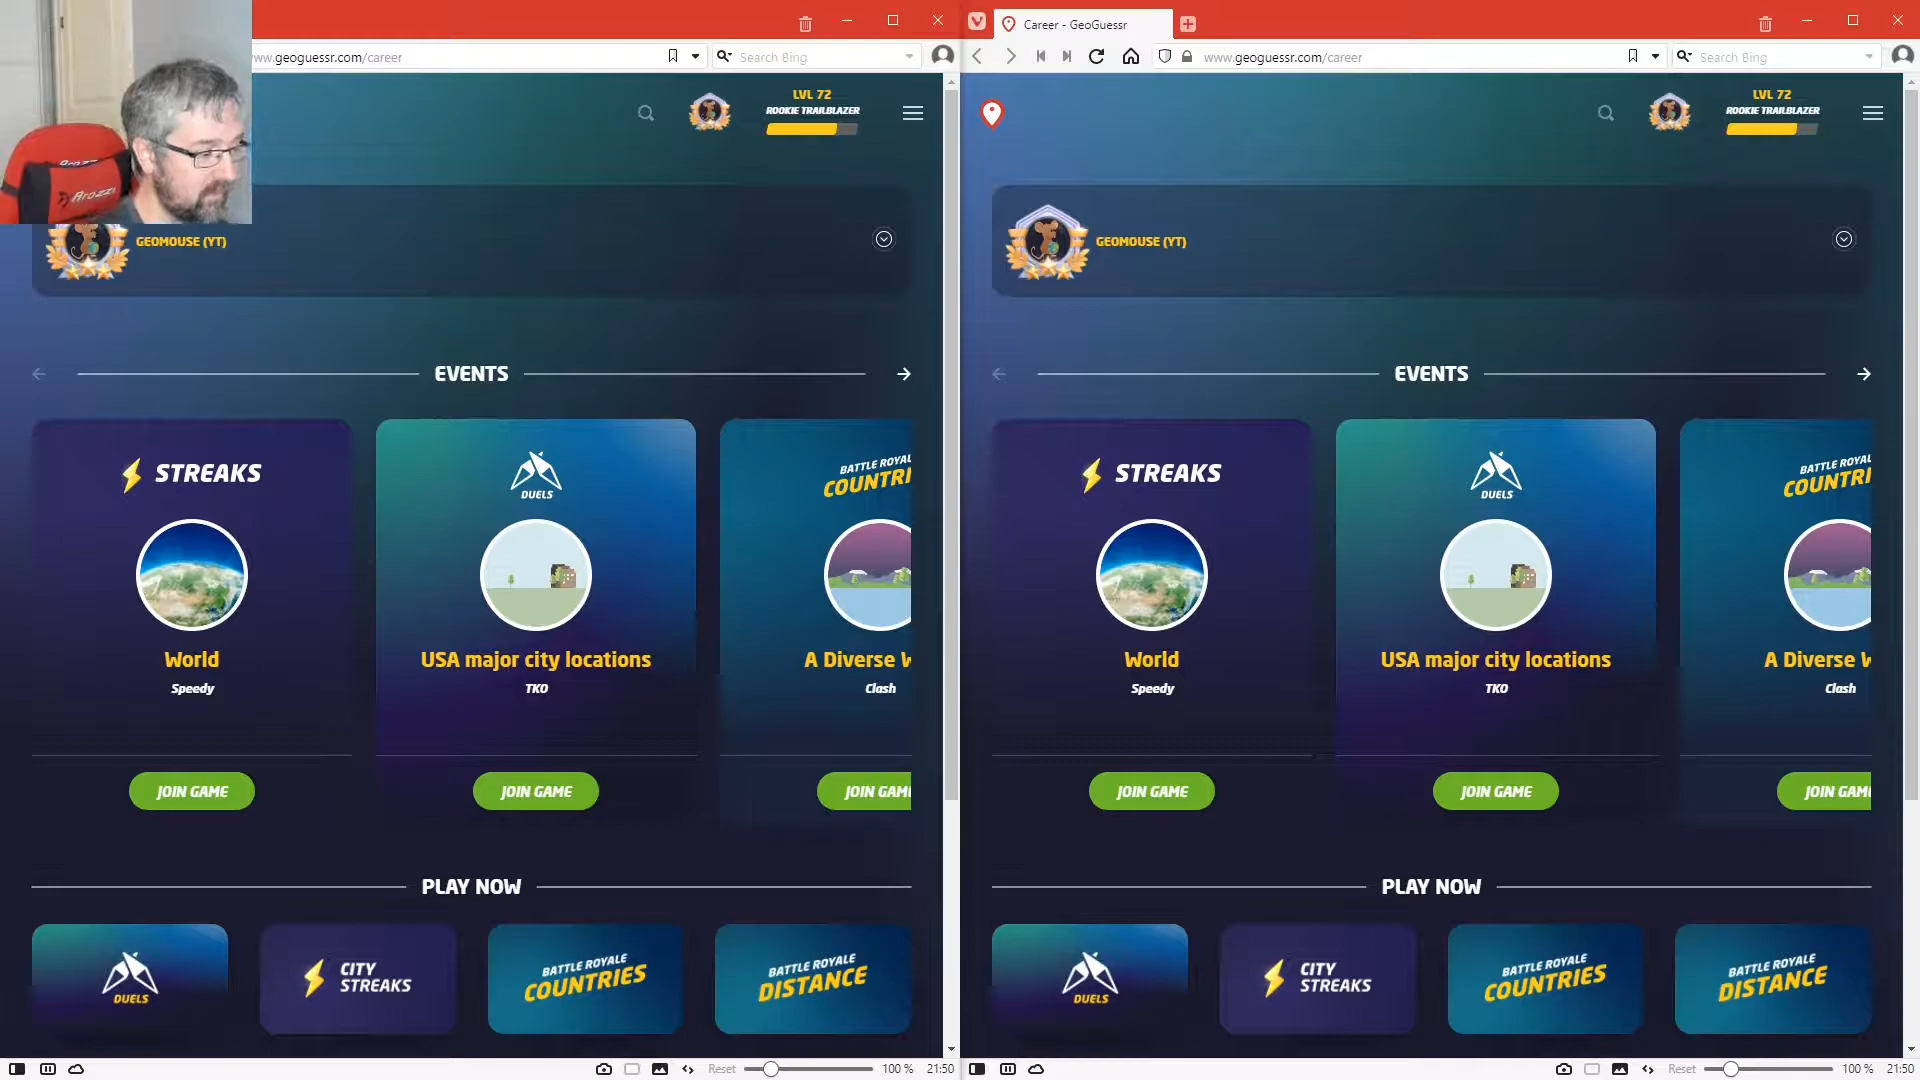 ww.geoguessr.com/career
Search Bing
LVL 72
ROOKIE TRAILBLAZER
Arozzi
GEOMOUSE (YT)
EVENTS
STREAKS
World
Speedy
JOIN GAME
DUELS
USA major city locations
TKO
JOIN GAME
BATTLE ROYAL
COUNTRI
A Diverse W
Clash
JOIN GAM
PLAY NOW
DUELS
CITY
STREAKS
BATTLE ROYALE
COUNTRIES
BATTLE ROYALE
DISTANCE
Reset
100 %
21:50
Career - GeoGuessr
www.geoguessr.com/career
Search Bing
LVL 72
ROOKIE TRAILBLAZER
GEOMOUSE (YT)
EVENTS
STREAKS
World
Speedy
JOIN GAME
DUELS
USA major city locations
TKO
JOIN GAME
BATTLE ROYAL
COUNTRI
A Diverse W
Clash
JOIN GAM
PLAY NOW
DUELS
CITY
STREAKS
BATTLE ROYALE
COUNTRIES
BATTLE ROYALE
DISTANCE
Reset
100 %
21:50